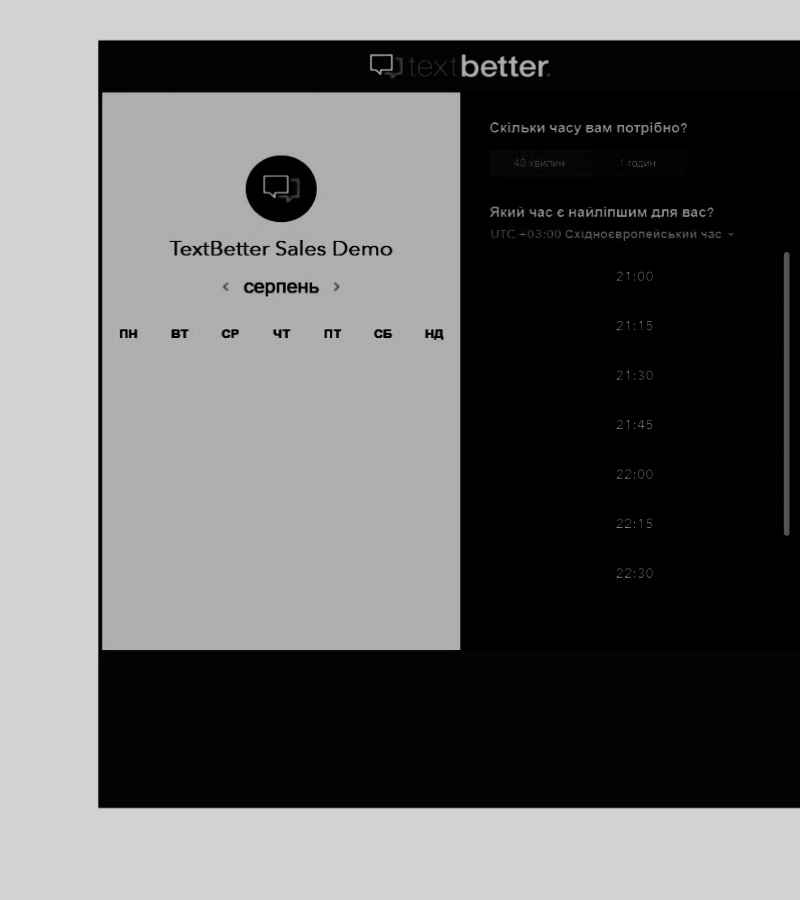 textbetter.
TextBetter Sales Demo
‹ серпень ›
ПН ВТ СР ЧТ ПТ СБ НД
Скільки часу вам потрібно?
40 хвилин 1 годин
Який час є найліпшим для вас?
UTC +03:00 Східноєвропейський час
21:00
21:15
21:30
21:45
22:00
22:15
22:30